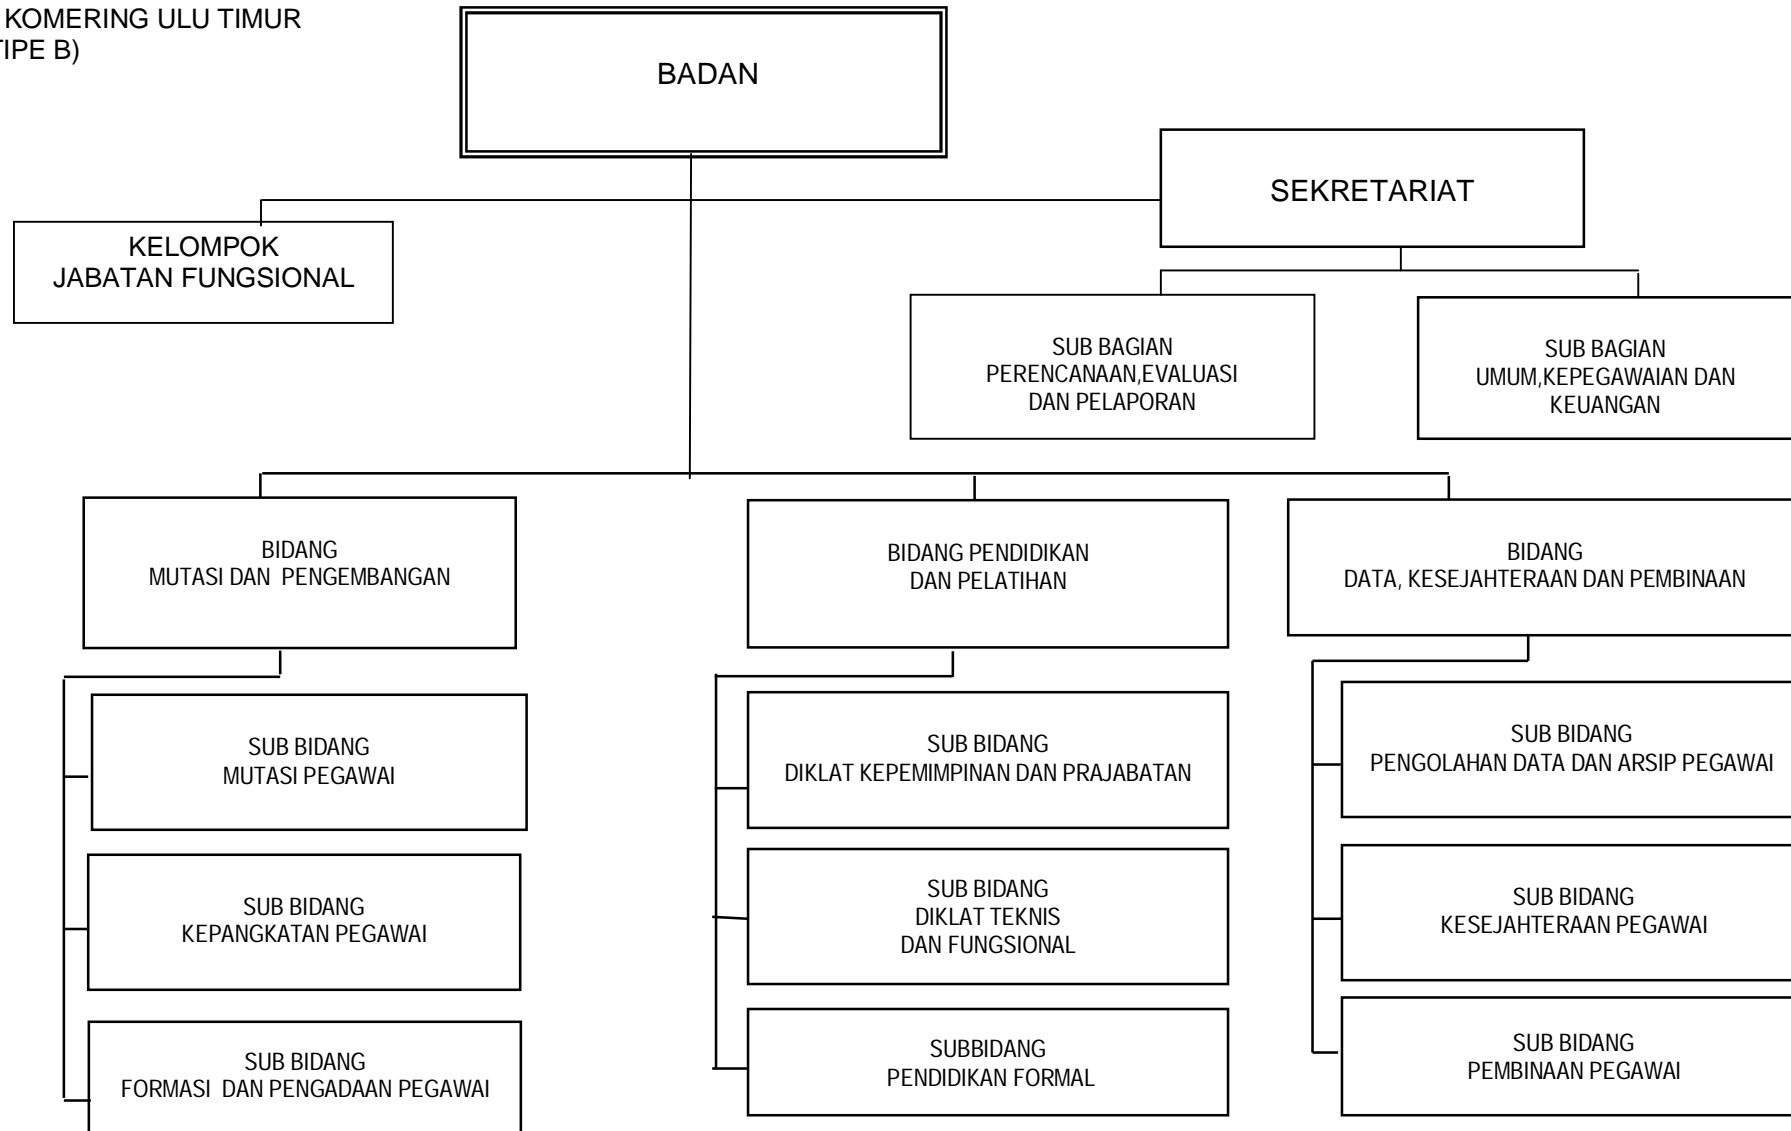 KOMERING ULU TIMUR
TIPE B)
BADAN
SEKRETARIAT
KELOMPOK
JABATAN FUNGSIONAL
SUB BAGIAN
PERENCANAAN,EVALUASI
DAN PELAPORAN
SUB BAGIAN
UMUM,KEPEGAWAIAN DAN
KEUANGAN
BIDANG
MUTASI DAN PENGEMBANGAN
BIDANG PENDIDIKAN
DAN PELATIHAN
BIDANG
DATA, KESEJAHTERAAN DAN PEMBINAAN
SUB BIDANG
MUTASI PEGAWAI
SUB BIDANG
DIKLAT KEPEMIMPINAN DAN PRAJABATAN
SUB BIDANG
PENGOLAHAN DATA DAN ARSIP PEGAWAI
SUB BIDANG
KEPANGKATAN PEGAWAI
SUB BIDANG
DIKLAT TEKNIS
DAN FUNGSIONAL
SUB BIDANG
KESEJAHTERAAN PEGAWAI
SUB BIDANG
FORMASI DAN PENGADAAN PEGAWAI
SUBBIDANG
PENDIDIKAN FORMAL
SUB BIDANG
PEMBINAAN PEGAWAI